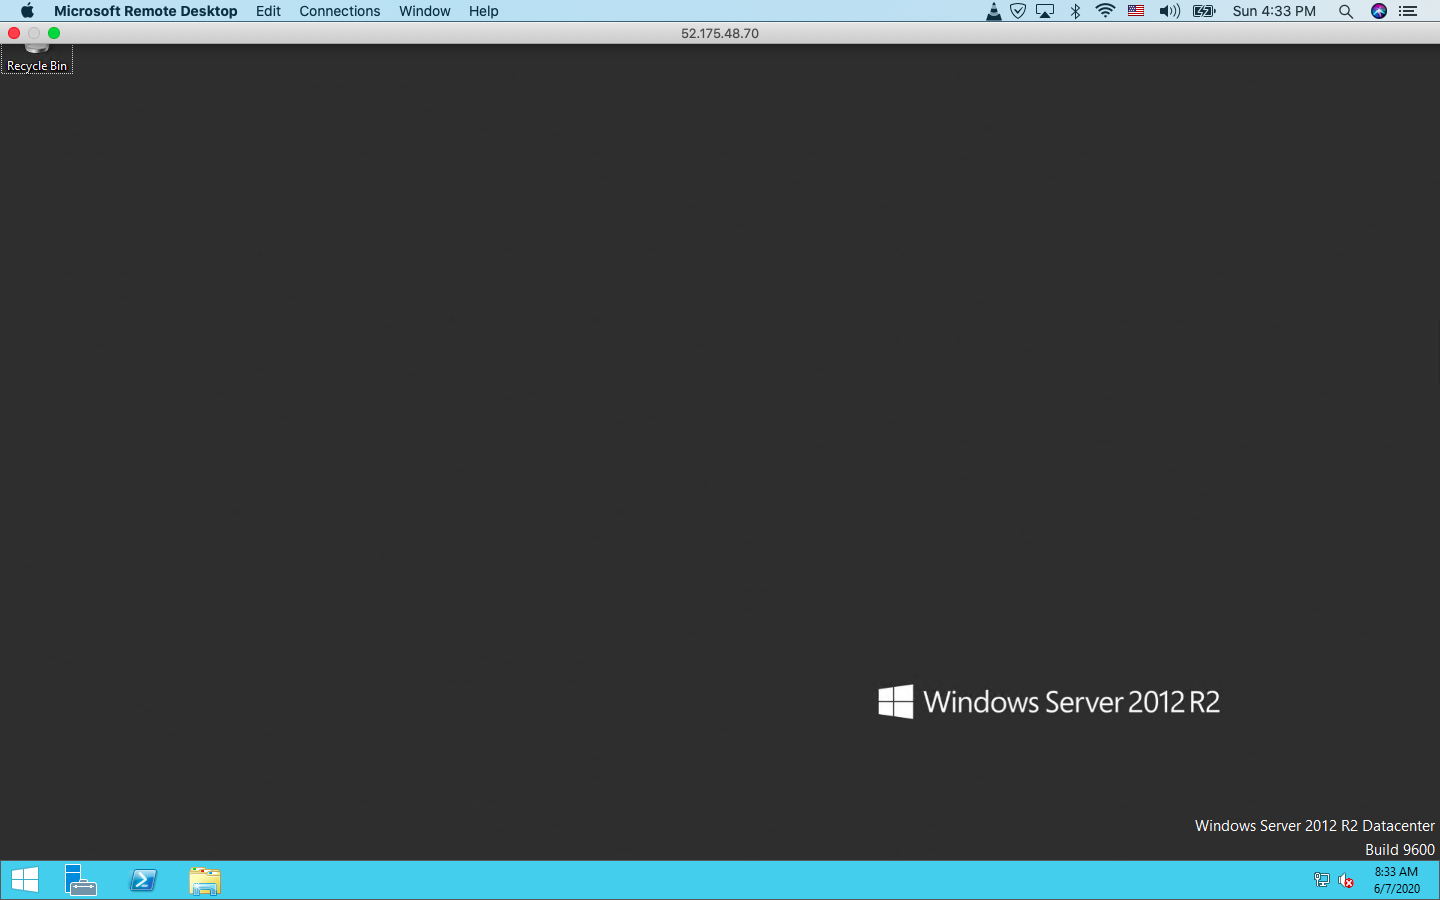 Microsoft Remote Desktop Edit Connections Window Help Sun 4:33 PM
52.175.48.70
Recycle Bin
Windows Server 2012 R2
Windows Server 2012 R2 Datacenter
Build 9600
8:33 AM
6/7/2020